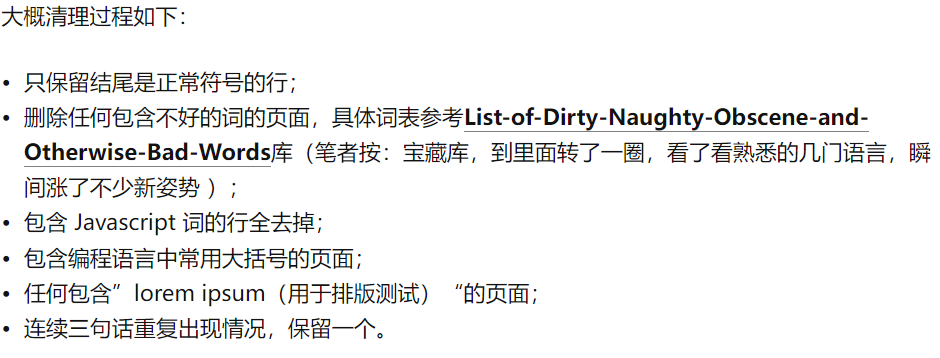 大概清理过程如下：
• 只保留结尾是正常符号的行；
• 删除任何包含不好的词的页面，具体词表参考List-of-Dirty-Naughty-Obscene-and-
Otherwise-Bad-Words库（笔者按：宝藏库，到里面转了一圈，看了看熟悉的几门语言，瞬
间涨了不少新姿势 ）；
• 包含 Javascript 词的行全去掉；
• 包含编程语言中常用大括号的页面；
• 任何包含”lorem ipsum（用于排版测试）“的页面；
• 连续三句话重复出现情况，保留一个。